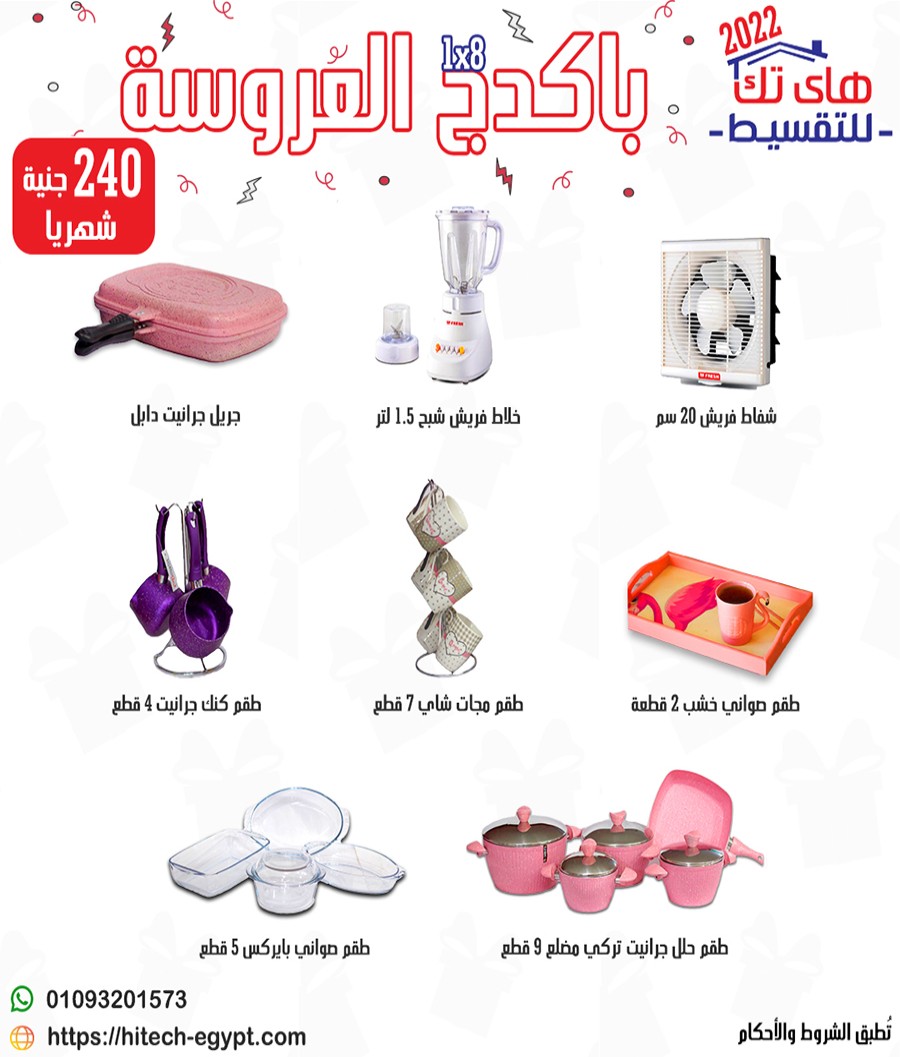 2022
هاى تك
-للتقسيط-
باكدج العروسة
1x8
240 جنية
شهريا
FRESH
FRESH
شفاط فريش 20 سم
خلاط فريش شبح 1.5 لتر
جريل جرانيت دابل
طقم صواني خشب 2 قطعة
طقم مجات شاي 7 قطع
طقم كنك جرانيت 4 قطع
طقم حلل جرانيت تركي مضلع 9 قطع
طقم صواني بايركس 5 قطع
01093201573
https://hitech-egypt.com
تُطبق الشروط والأحكام